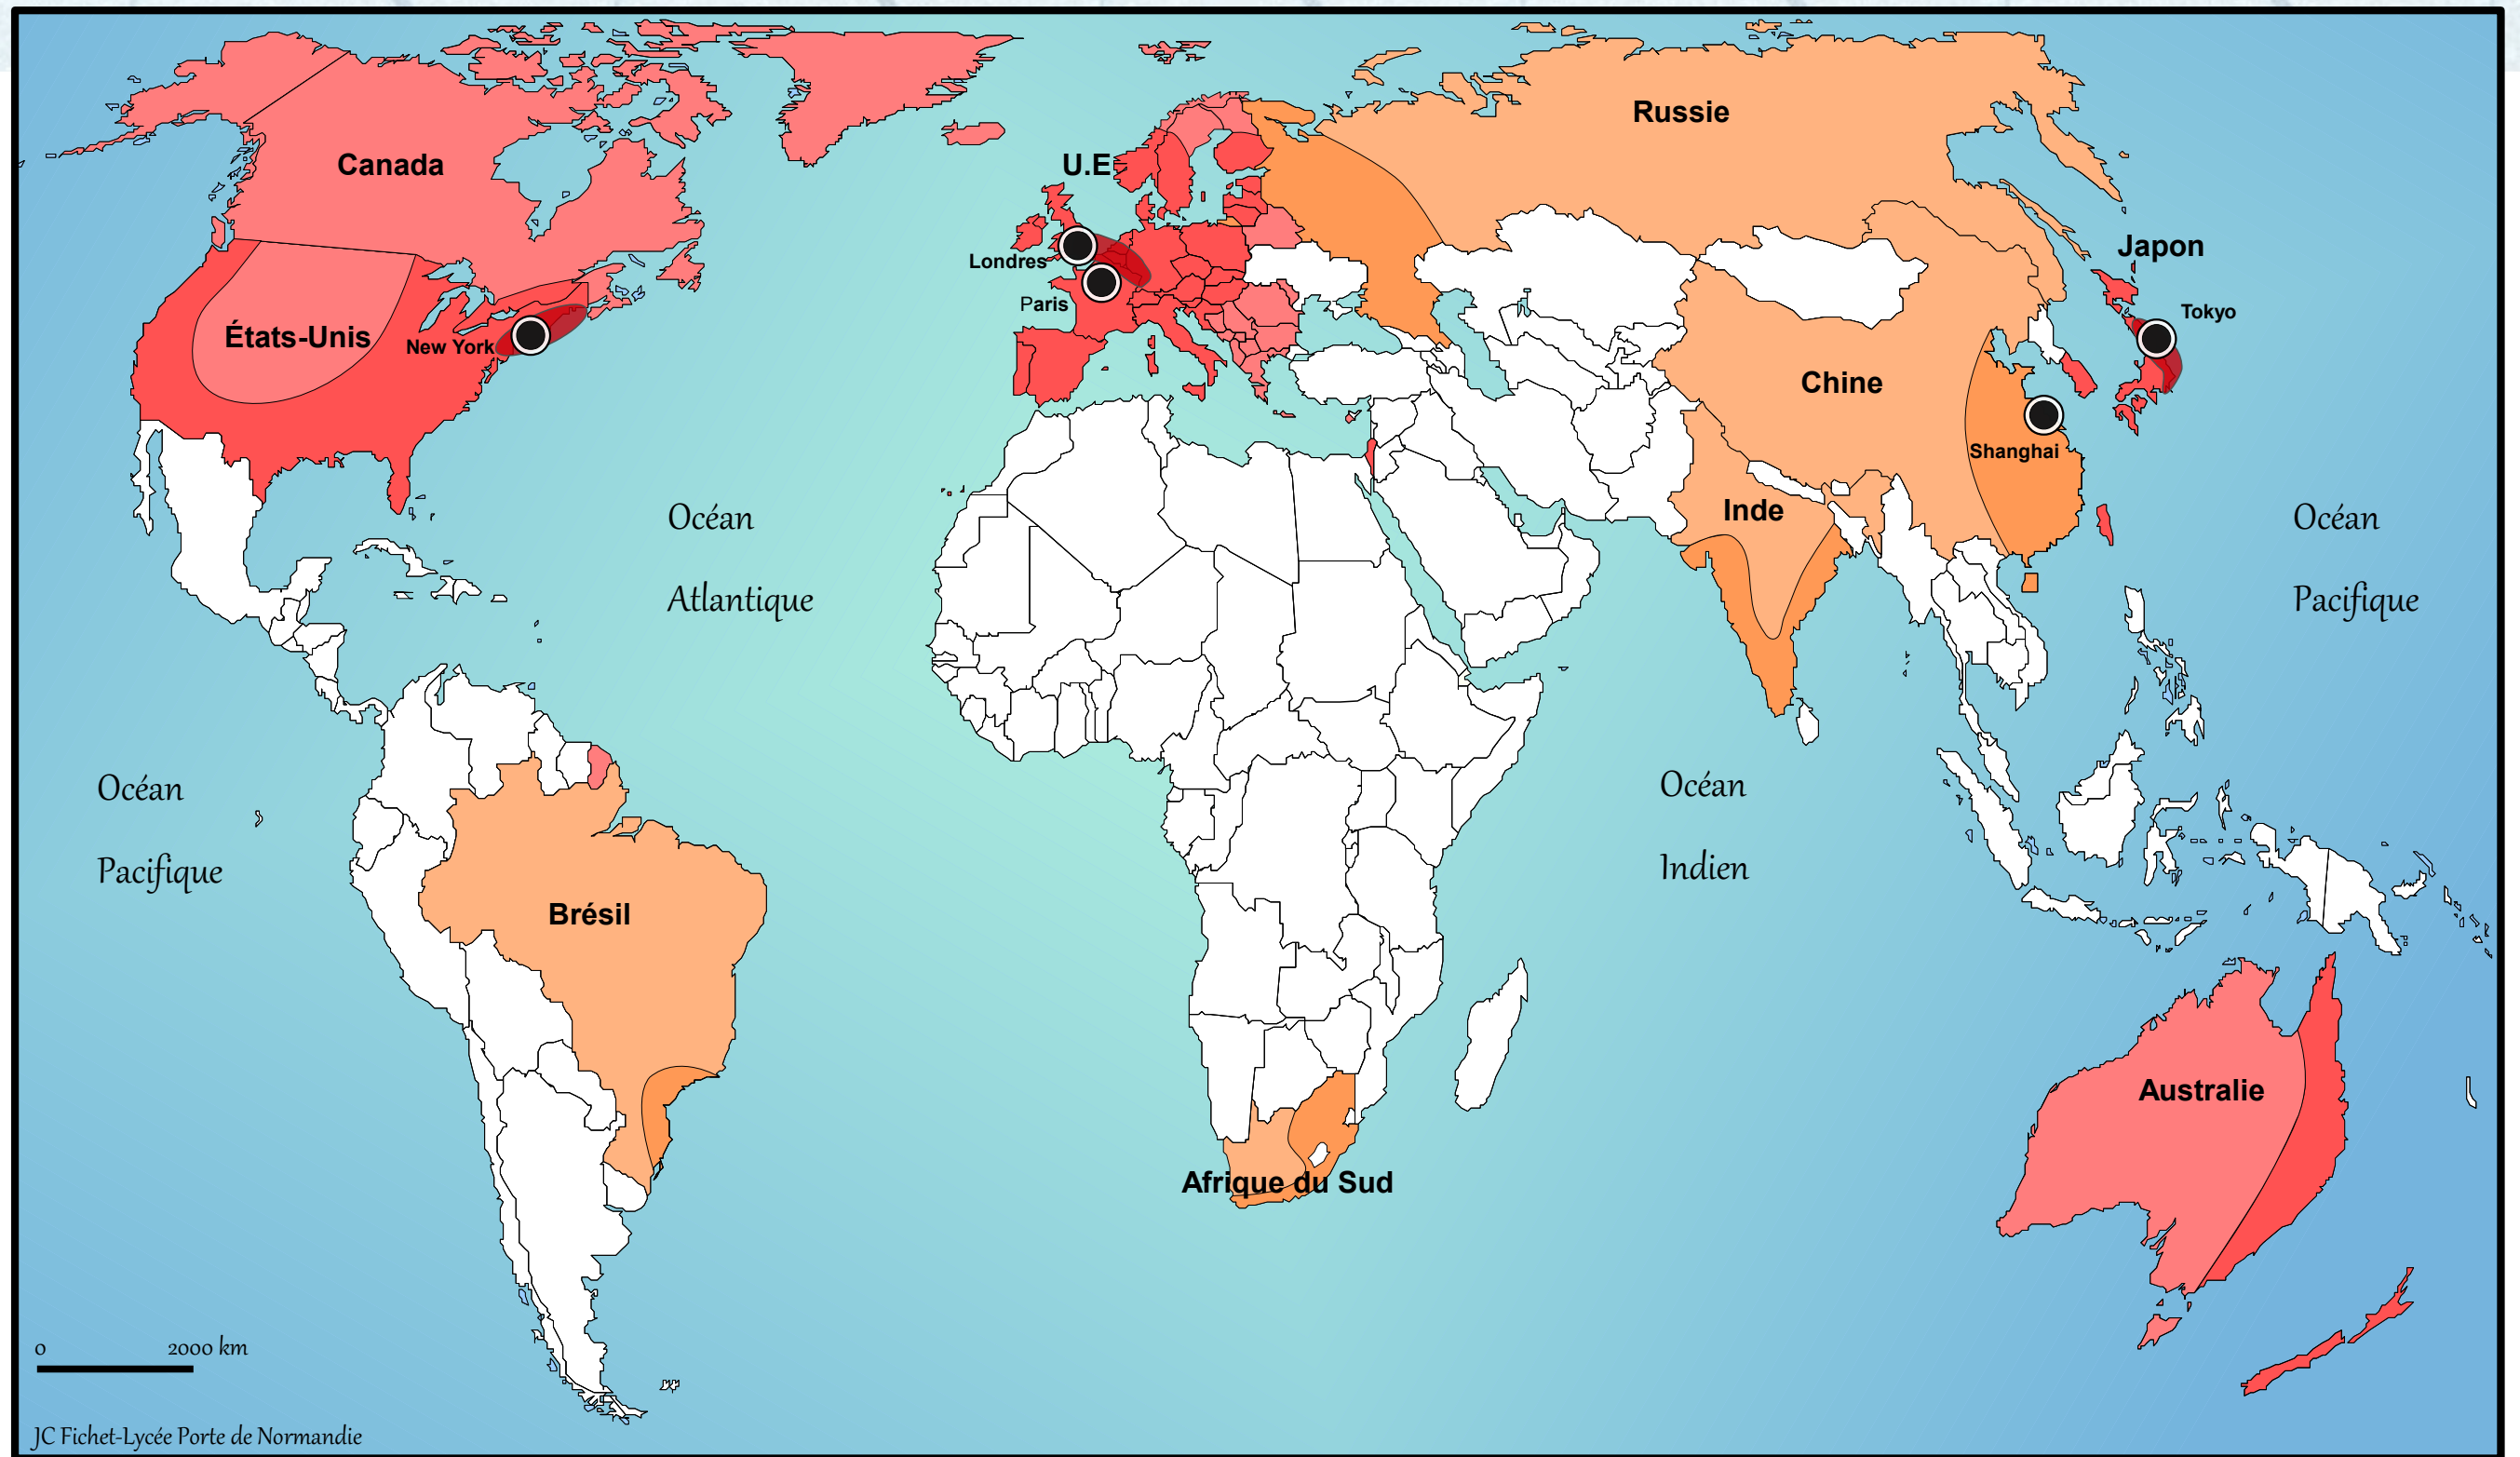 Russie
Canada
U.E
Japon
Londres
Paris
Tokyo
États-Unis
New York
Chine
Shanghai
Inde
Océan
Atlantique
Océan
Pacifique
Océan
Pacifique
Océan
Indien
Brésil
Australie
Afrique du Sud
0 2000 km
JC Fichet-Lycée Porte de Normandie